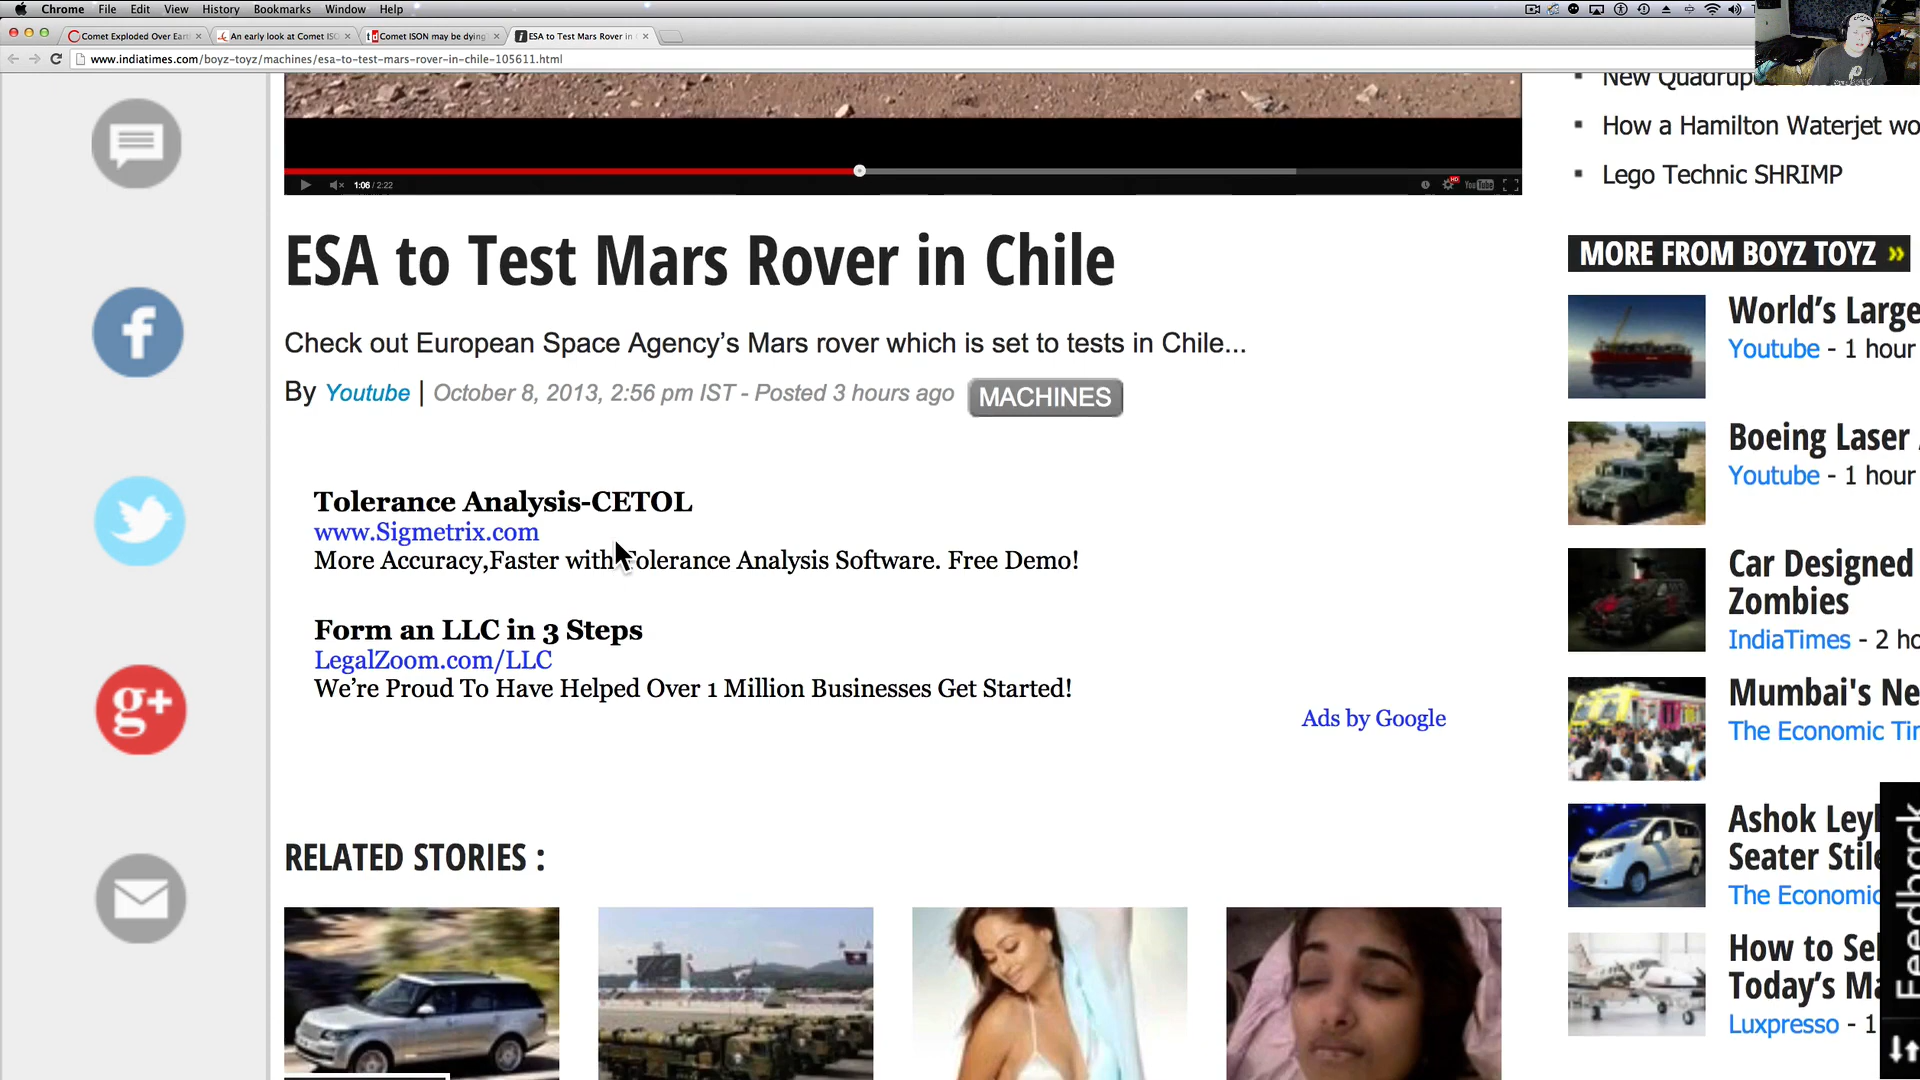 Chrome File Edit View History Bookmarks Window Help
Comet Exploded Over Eart
An early look at Comet ISO
Comet ISON may be dying
ESA to Test Mars Rover in
www.indiatimes.com/boyz-toyz/machines/esa-to-test-mars-rover-in-chile-105611.html
1:06 / 2:22
HD
YouTube
ESA to Test Mars Rover in Chile
Check out European Space Agency’s Mars rover which is set to tests in Chile...
By Youtube | October 8, 2013, 2:56 pm IST - Posted 3 hours ago MACHINES
Tolerance Analysis-CETOL
www.Sigmetrix.com
More Accuracy,Faster with Tolerance Analysis Software. Free Demo!
Form an LLC in 3 Steps
LegalZoom.com/LLC
We’re Proud To Have Helped Over 1 Million Businesses Get Started!
Ads by Google
RELATED STORIES :
f
g+
New Quadrup
How a Hamilton Waterjet wo
Lego Technic SHRIMP
MORE FROM BOYZ TOYZ »
World’s Large
Youtube - 1 hour
Boeing Laser
Youtube - 1 hour
Car Designed
Zombies
IndiaTimes - 2 ho
Mumbai's Ne
The Economic Tim
Ashok Leyl
Seater Stile
The Economic
How to Sel
Today’s Ma
Luxpresso - 1
Feedback